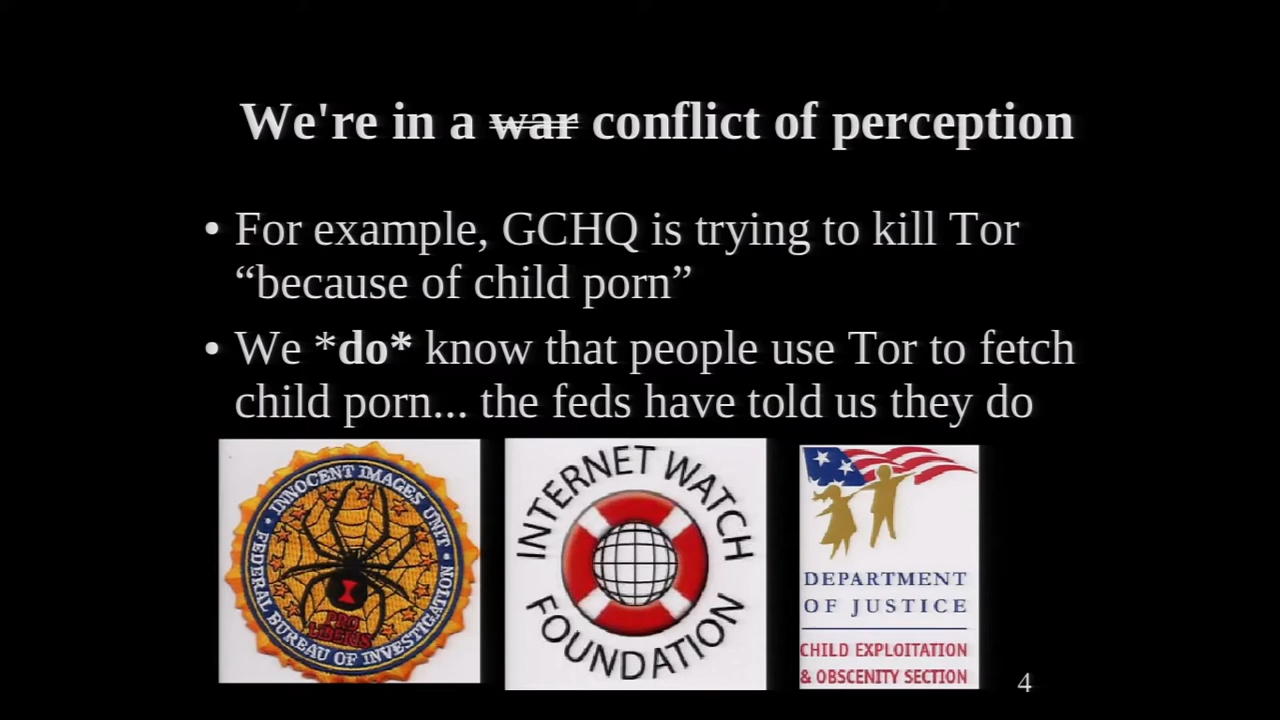 We're in a war conflict of perception
• For example, GCHQ is trying to kill Tor
“because of child porn”
• We *do* know that people use Tor to fetch
child porn... the feds have told us they do
• INNOCENT IMAGES UNIT •
FEDERAL BUREAU OF INVESTIGATION
PRO
LIBERIS
INTERNET WATCH
FOUNDATION
DEPARTMENT
OF JUSTICE
CHILD EXPLOITATION
& OBSCENITY SECTION
4